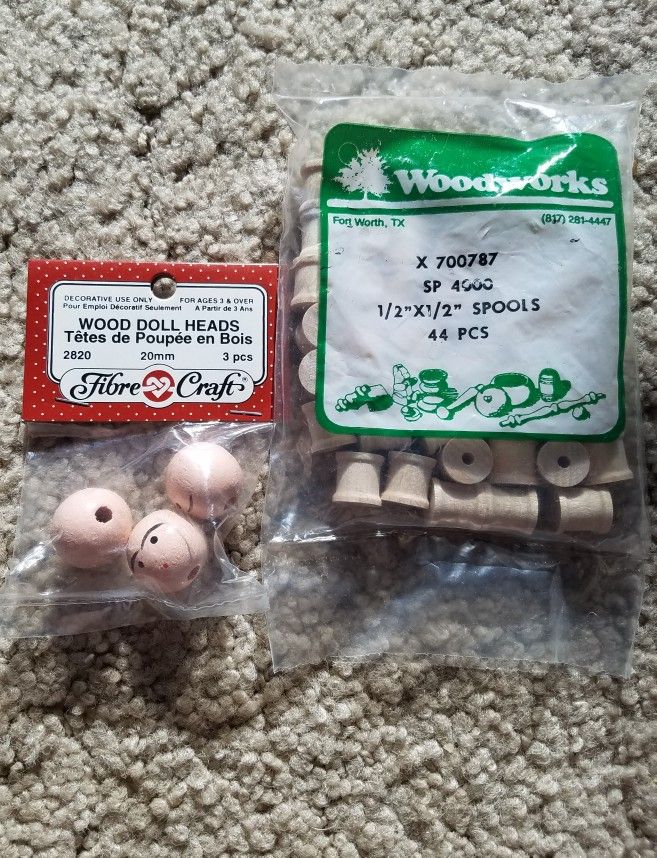 DECORATIVE USE ONLY FOR AGES 3 & OVER
Pour Emploi Décoratif Seulement A Partir de 3 Ans
WOOD DOLL HEADS
Têtes de Poupée en Bois
2820 20mm 3 pcs
Fibre Craft®
Woodworks
Fort Worth, TX (817) 281-4447
X 700787
SP 4000
1/2"X1/2" SPOOLS
44 PCS